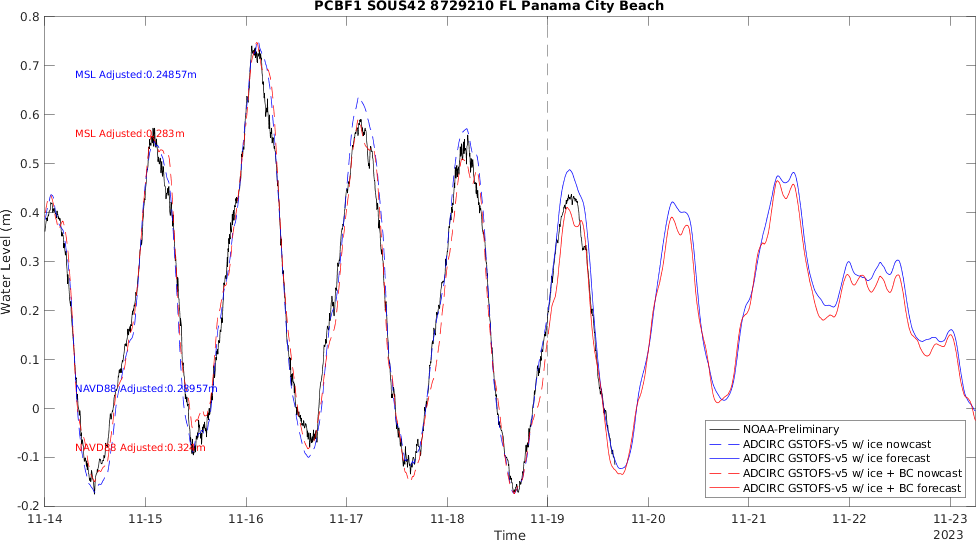 PCBF1 SOUS42 8729210 FL Panama City Beach
0.8
0.7
0.6
0.5
0.4
0.3
0.2
0.1
0
-0.1
-0.2
Water Level (m)
MSL Adjusted:0.24857m
MSL Adjusted:0.283m
NAVD88 Adjusted:0.28957m
NAVD88 Adjusted:
NOAA-Preliminary
ADCIRC GSTOFS-v5 w/ ice nowcast
ADCIRC GSTOFS-v5 w/ ice forecast
ADCIRC GSTOFS-v5 w/ ice + BC nowcast
ADCIRC GSTOFS-v5 w/ ice + BC forecast
11-14
11-15
11-16
11-17
11-18
11-19
11-20
11-21
11-22
11-23
2023
Time